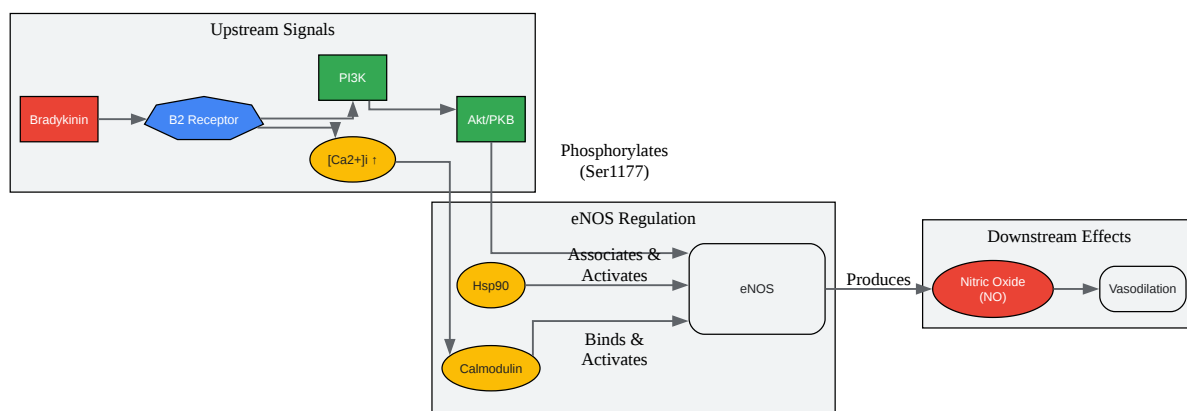 Upstream Signals
PI3K
Bradykinin
B2 Receptor
Akt/PKB
[Ca2+]i ↑
Phosphorylates
(Ser1177)
eNOS Regulation
Associates &
Activates
Hsp90
eNOS
Binds &
Activates
Calmodulin
Produces
Downstream Effects
Nitric Oxide
(NO)
Vasodilation